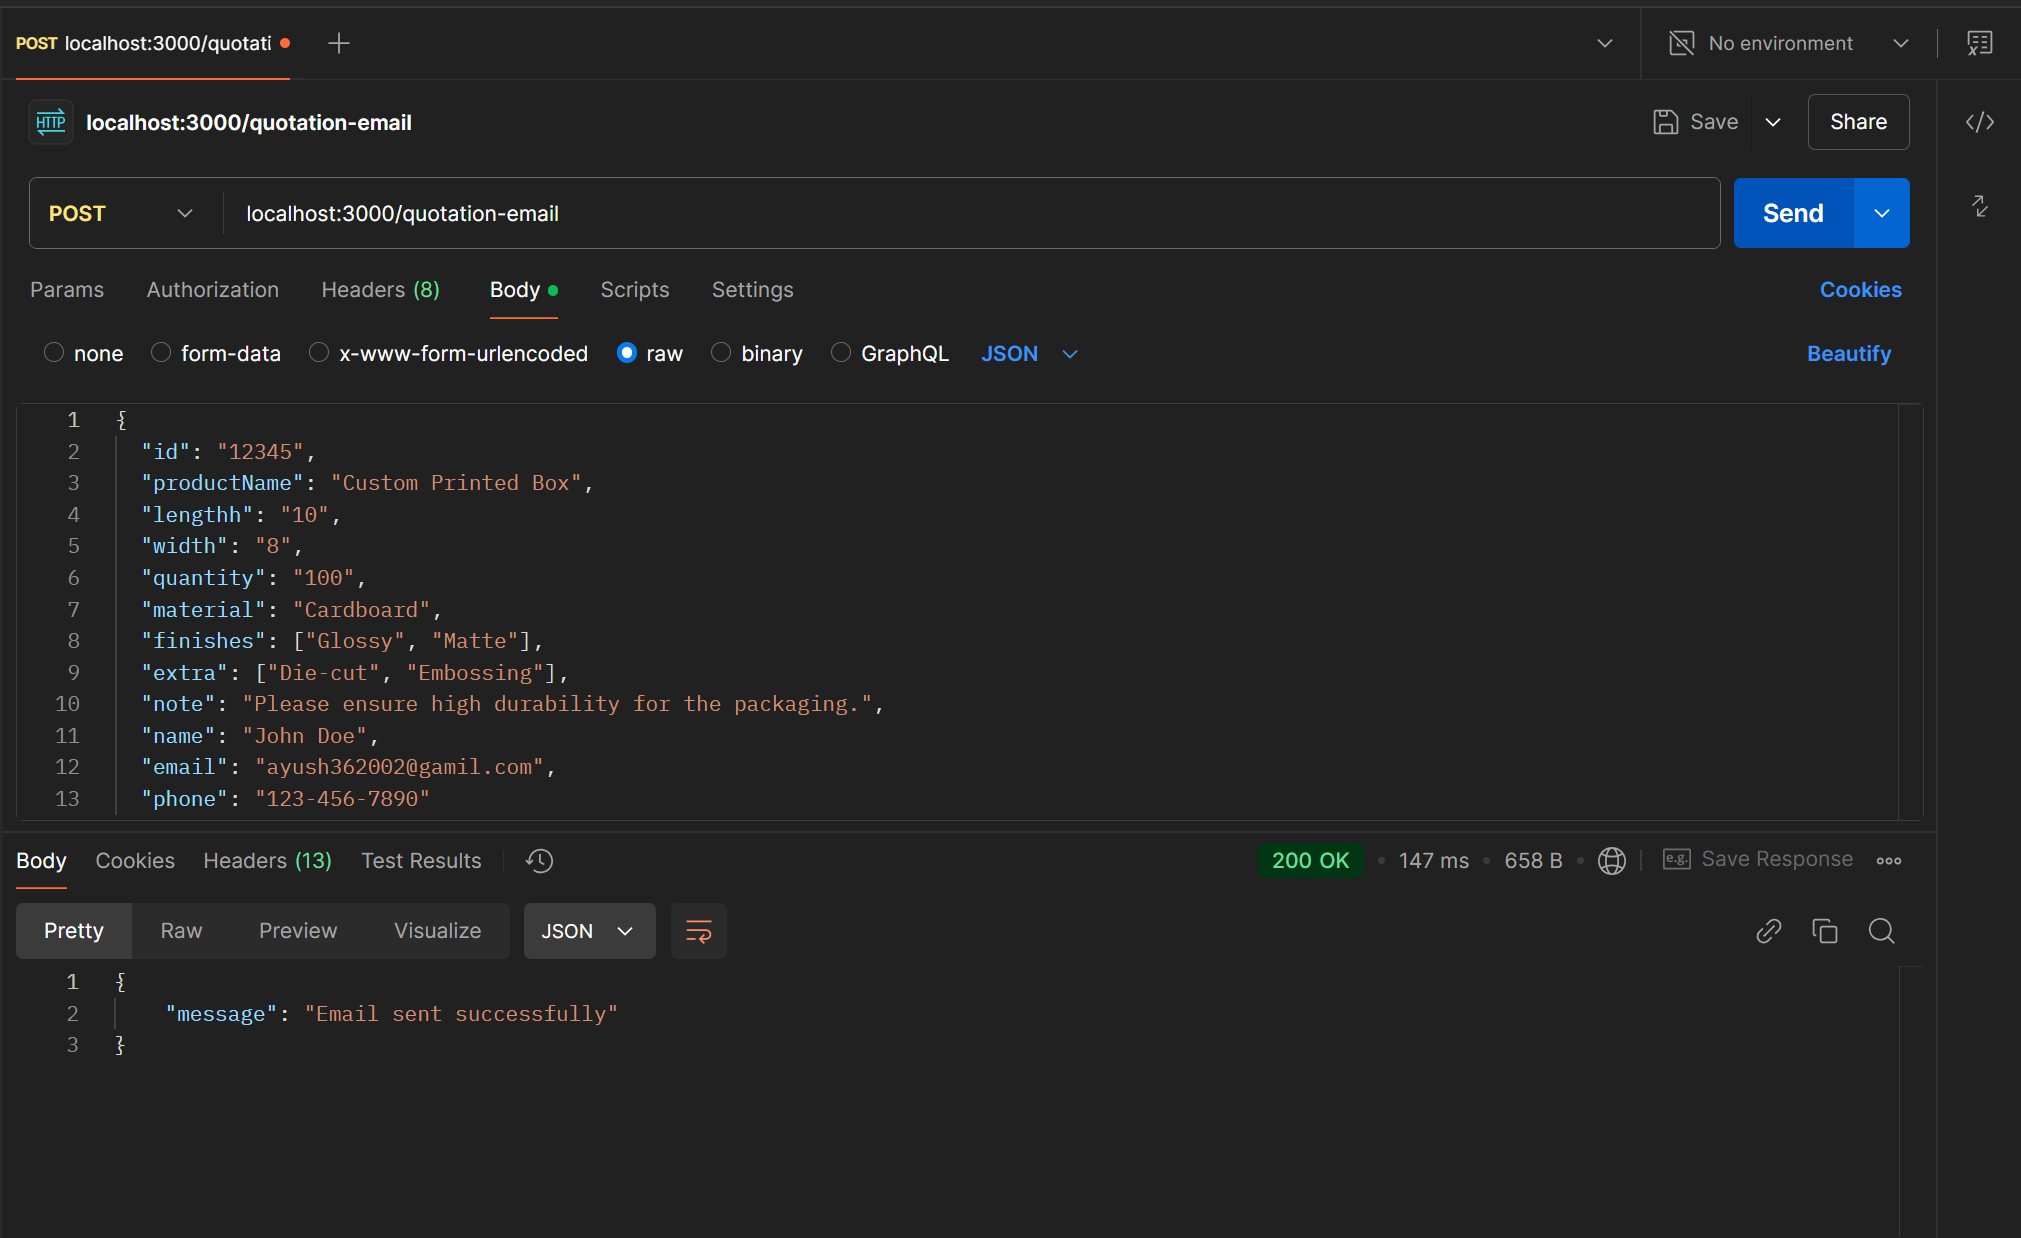 POST localhost:3000/quotati
No environment
HTTP localhost:3000/quotation-email
Save
Share
POST localhost:3000/quotation-email
Send
Params Authorization Headers (8) Body Scripts Settings Cookies
none form-data x-www-form-urlencoded raw binary GraphQL JSON Beautify
1 {
2 "id": "12345",
3 "productName": "Custom Printed Box",
4 "lengthh": "10",
5 "width": "8",
6 "quantity": "100",
7 "material": "Cardboard",
8 "finishes": ["Glossy", "Matte"],
9 "extra": ["Die-cut", "Embossing"],
10 "note": "Please ensure high durability for the packaging.",
11 "name": "John Doe",
12 "email": "ayush362002@gamil.com",
13 "phone": "123-456-7890"
Body Cookies Headers (13) Test Results 200 OK • 147 ms • 658 B • e.g. Save Response
Pretty Raw Preview Visualize JSON
1 {
2 "message": "Email sent successfully"
3 }